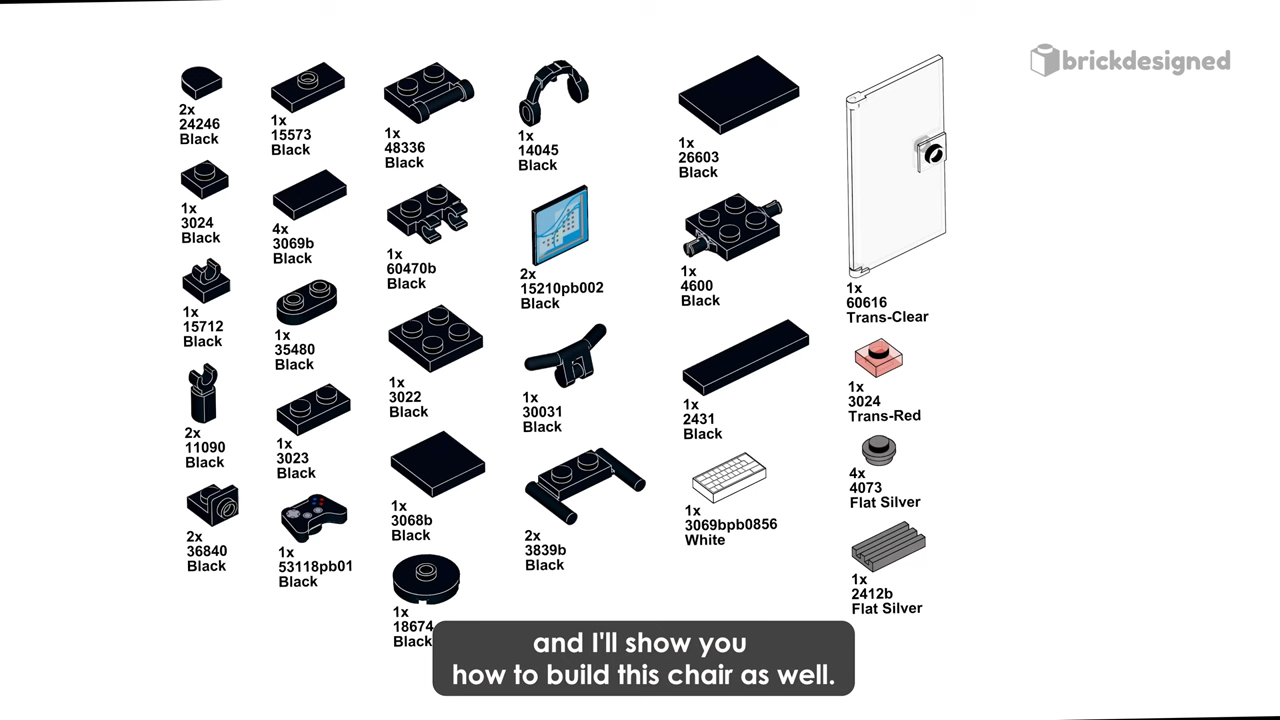 brickdesigned
2x
24246
Black
1x
3024
Black
1x
15712
Black
2x
11090
Black
2x
36840
Black
1x
15573
Black
4x
3069b
Black
1x
35480
Black
1x
3023
Black
1x
53118pb01
Black
1x
48336
Black
1x
60470b
Black
1x
3022
Black
1x
3068b
Black
1x
18674
Black
1x
14045
Black
2x
15210pb002
Black
1x
30031
Black
2x
3839b
Black
1x
26603
Black
1x
4600
Black
1x
2431
Black
1x
3069bpb0856
White
1x
60616
Trans-Clear
1x
3024
Trans-Red
4x
4073
Flat Silver
1x
2412b
Flat Silver
and I'll show you
how to build this chair as well.